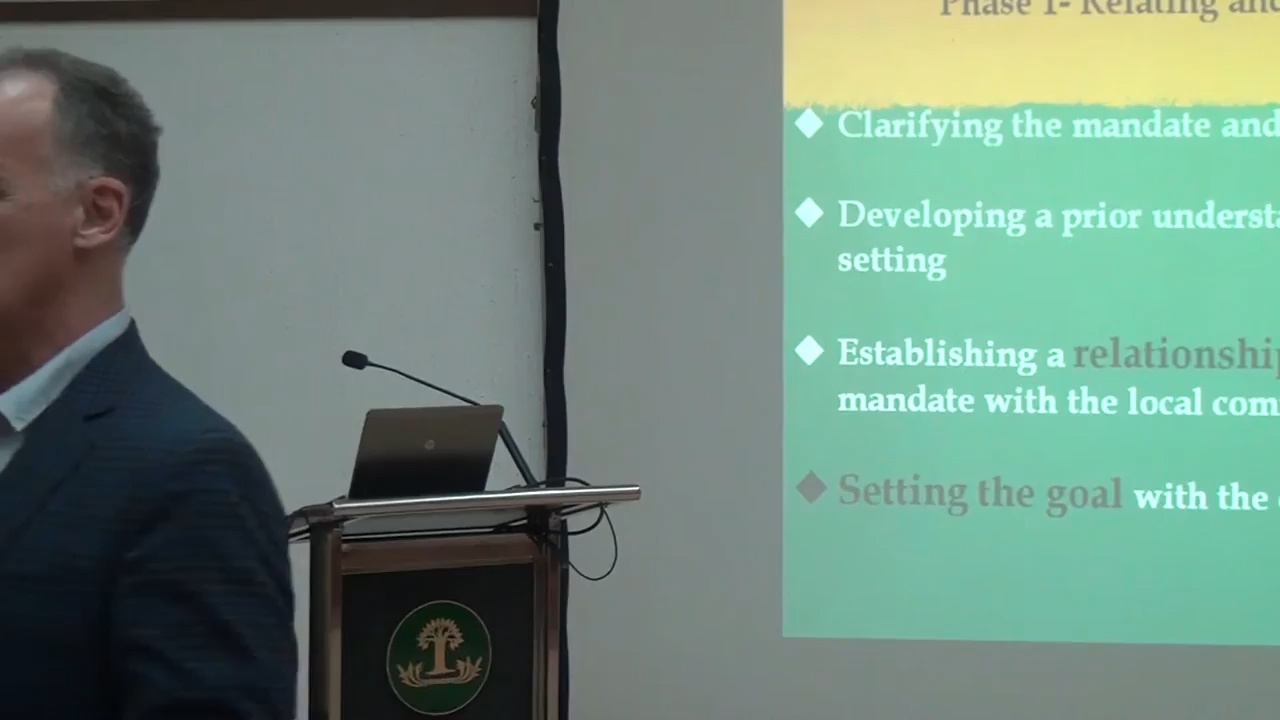 Phase 1- Relating and
Clarifying the mandate and
Developing a prior underst
setting
Establishing a relationship
mandate with the local com
Setting the goal with the